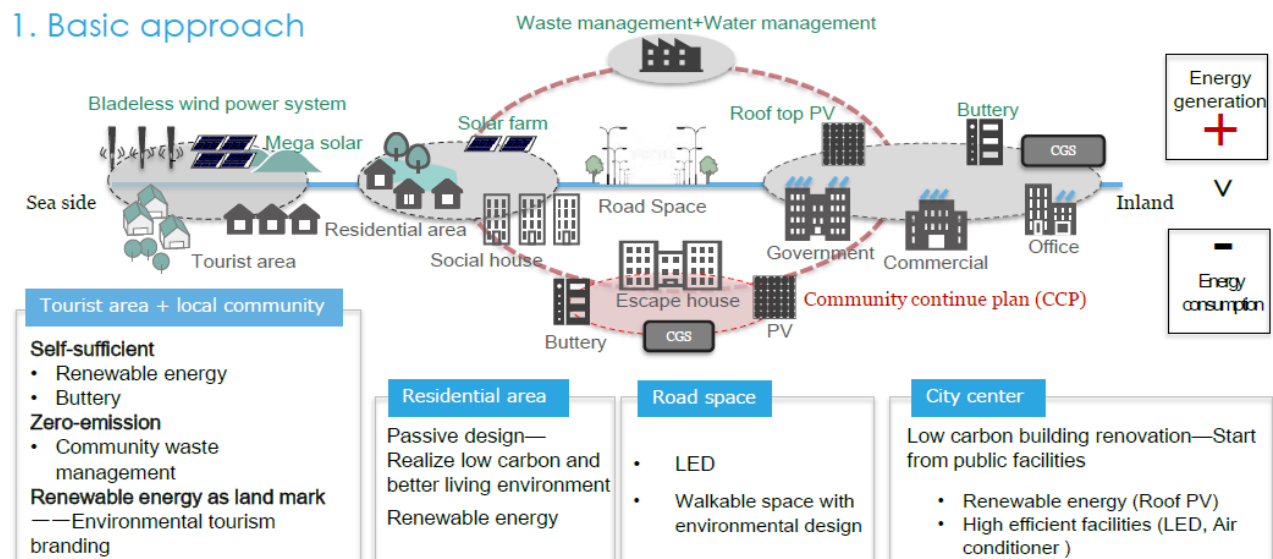 1. Basic approach
Waste management+Water management
Bladeless wind power system
Mega solar
Solar farm
Roof top PV
Buttery
CGS
Energy
generation
+
Sea side
Inland
>
Tourist area
Residential area
Social house
Road Space
Government
Commercial
Office
-
Energy
consumption
Escape house
Community continue plan (CCP)
Buttery
CGS
PV
Tourist area + local community
Self-sufficient
• Renewable energy
• Buttery
Zero-emission
• Community waste
management
Renewable energy as land mark
——Environmental tourism
branding
Residential area
Passive design—
Realize low carbon and
better living environment
Renewable energy
Road space
• LED
• Walkable space with
environmental design
City center
Low carbon building renovation—Start
from public facilities
• Renewable energy (Roof PV)
• High efficient facilities (LED, Air
conditioner )